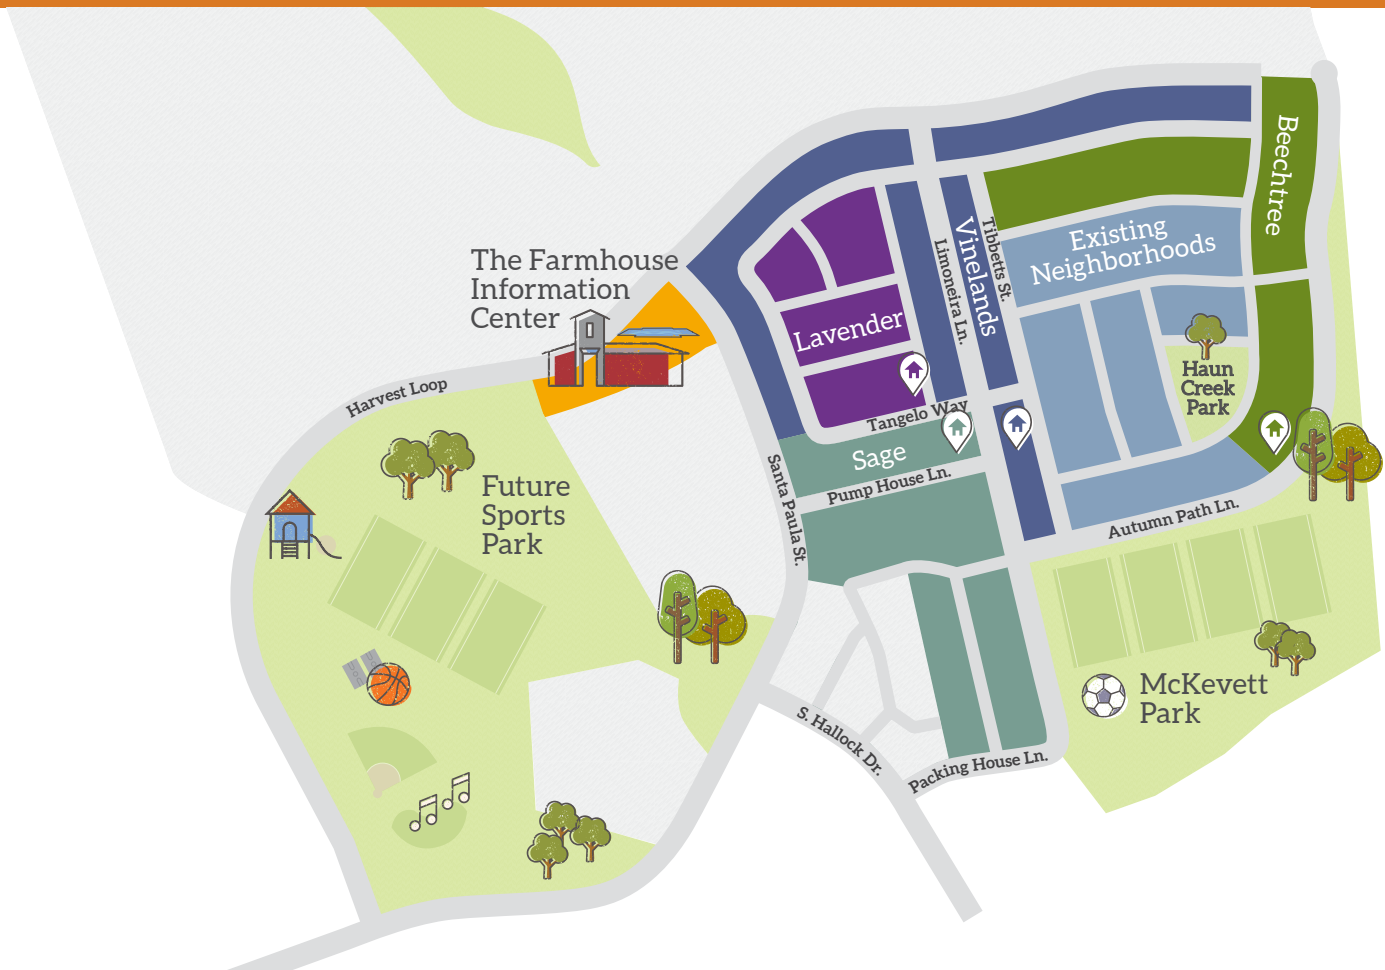 Beechtree
Existing
Neighborhoods
Tibbetts St.
Vinelands
Limoneira Ln.
The Farmhouse
Information
Center
Lavender
Harvest Loop
Haun
Creek
Park
Tangelo Way
Sage
Pump House Ln.
Santa Paula St.
Future
Sports
Park
Autumn Path Ln.
McKevett
Park
S. Hallock Dr.
Packing House Ln.